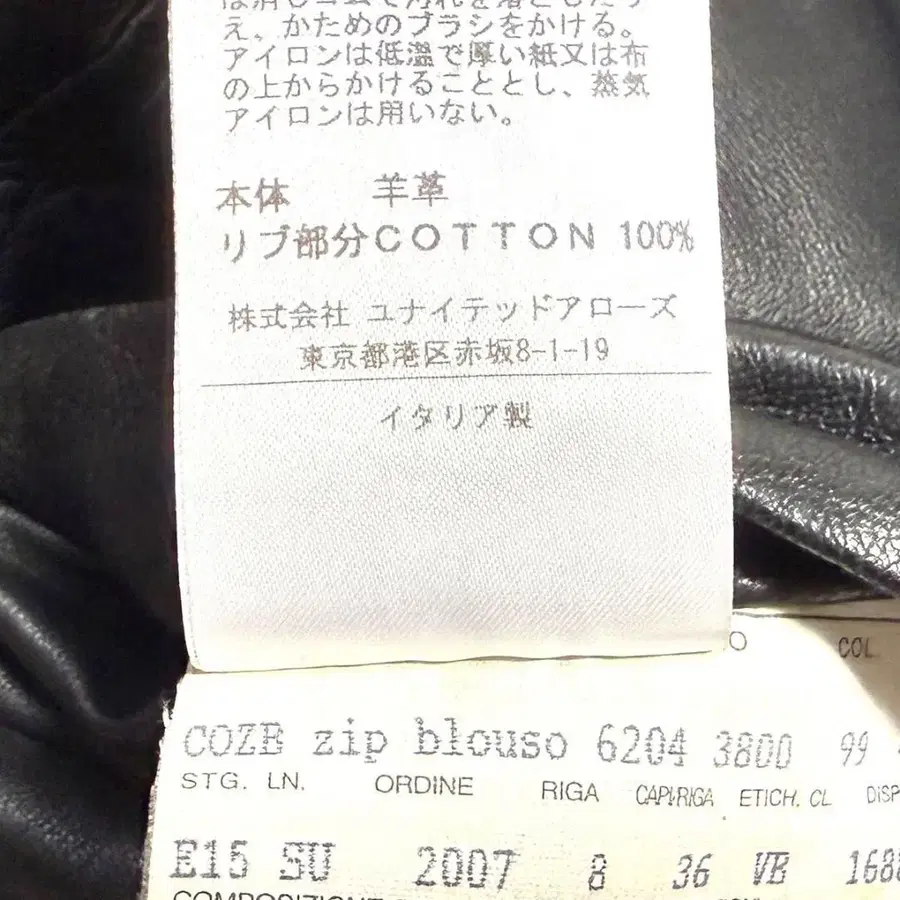 え、かためのブラシをかける。
アイロンは低温で厚い紙又は布
の上からかけることとし、蒸気
アイロンは用いない。
本体 羊革
リブ部分COTTON 100%
株式会社 ユナイテッドアローズ
東京都港区赤坂8-1-19
イタリア製
O COL
COZB zip blouso 6204 3800 99
STG. LN. ORDINE RIGA CAPI/RIGA ETICH. CL DISP
E15 SU 2007 8 36 VB 168
COMPOSIZIONE